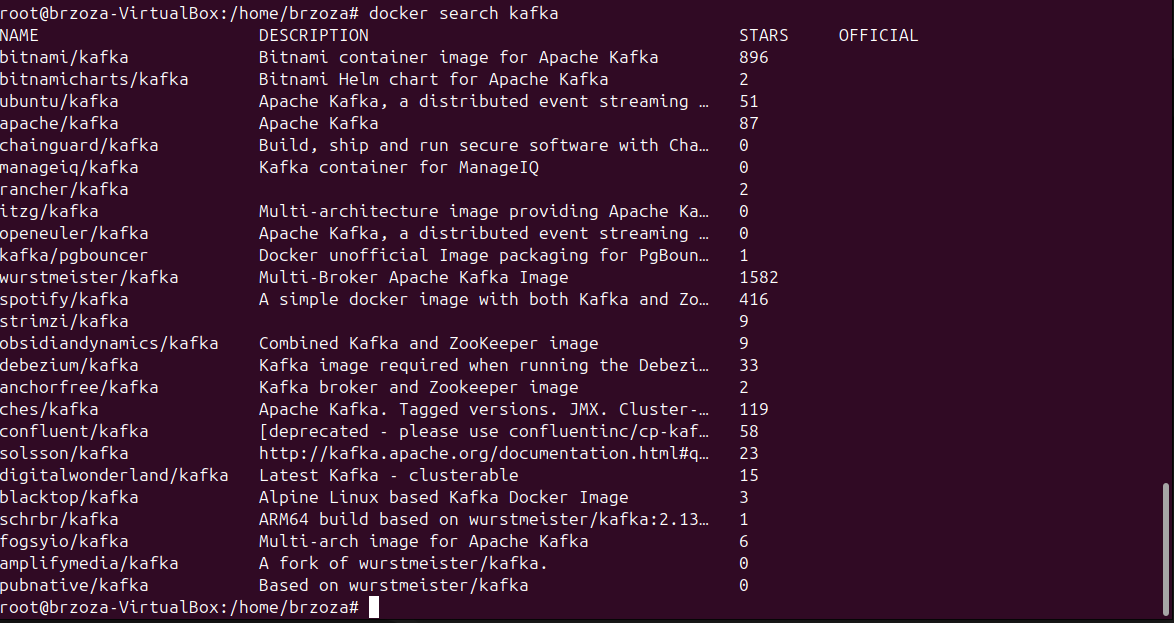 root@brzoza-VirtualBox:/home/brzoza# docker search kafka
NAME                      DESCRIPTION                                     STARS     OFFICIAL
bitnami/kafka             Bitnami container image for Apache Kafka        896
bitnamicharts/kafka       Bitnami Helm chart for Apache Kafka             2
ubuntu/kafka              Apache Kafka, a distributed event streaming …   51
apache/kafka              Apache Kafka                                    87
chainguard/kafka          Build, ship and run secure software with Cha…   0
manageiq/kafka            Kafka container for ManageIQ                    0
rancher/kafka                                                             2
itzg/kafka                Multi-architecture image providing Apache Ka…   0
openeuler/kafka           Apache Kafka, a distributed event streaming …   0
kafka/pgbouncer           Docker unofficial Image packaging for PgBoun…   1
wurstmeister/kafka        Multi-Broker Apache Kafka Image                 1582
spotify/kafka             A simple docker image with both Kafka and Zo…   416
strimzi/kafka                                                             9
obsidiandynamics/kafka    Combined Kafka and ZooKeeper image              9
debezium/kafka            Kafka image required when running the Debezi…   33
anchorfree/kafka          Kafka broker and Zookeeper image                2
ches/kafka                Apache Kafka. Tagged versions. JMX. Cluster-…   119
confluent/kafka           [deprecated - please use confluentinc/cp-kaf…   58
solsson/kafka             http://kafka.apache.org/documentation.html#q…   23
digitalwonderland/kafka   Latest Kafka - clusterable                      15
blacktop/kafka            Alpine Linux based Kafka Docker Image           3
schrbr/kafka              ARM64 build based on wurstmeister/kafka:2.13…   1
fogsyio/kafka             Multi-arch image for Apache Kafka               6
amplifymedia/kafka        A fork of wurstmeister/kafka.                   0
pubnative/kafka           Based on wurstmeister/kafka                     0
root@brzoza-VirtualBox:/home/brzoza#